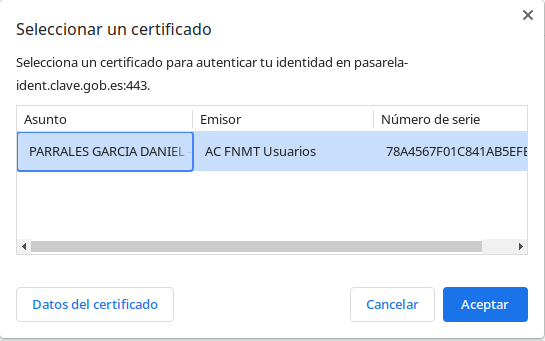 Seleccionar un certificado
Selecciona un certificado para autenticar tu identidad en pasarela-
ident.clave.gob.es:443.
Asunto Emisor Número de serie
PARRALES GARCIA DANIEL - AC FNMT Usuarios 78A4567F01C841AB5EFE
Datos del certificado Cancelar Aceptar